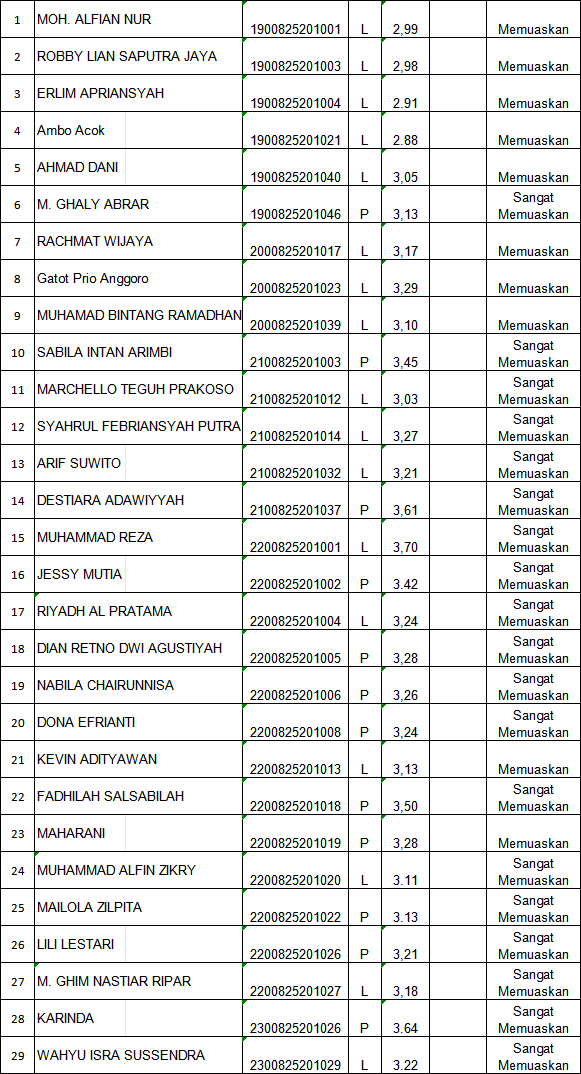 1 MOH. ALFIAN NUR 1900825201001 L 2,99 Memuaskan
2 ROBBY LIAN SAPUTRA JAYA 1900825201003 L 2,98 Memuaskan
3 ERLIM APRIANSYAH 1900825201004 L 2.91 Memuaskan
4 Ambo Acok 1900825201021 L 2.88 Memuaskan
5 AHMAD DANI 1900825201040 L 3,05 Memuaskan
6 M. GHALY ABRAR 1900825201046 P 3,13 Sangat Memuaskan
7 RACHMAT WIJAYA 2000825201017 L 3,17 Memuaskan
8 Gatot Prio Anggoro 2000825201023 L 3,29 Memuaskan
9 MUHAMAD BINTANG RAMADHAN 2000825201039 L 3,10 Memuaskan
10 SABILA INTAN ARIMBI 2100825201003 P 3,45 Sangat Memuaskan
11 MARCHELLO TEGUH PRAKOSO 2100825201012 L 3,03 Sangat Memuaskan
12 SYAHRUL FEBRIANSYAH PUTRA 2100825201014 L 3,27 Sangat Memuaskan
13 ARIF SUWITO 2100825201032 L 3,21 Sangat Memuaskan
14 DESTIARA ADAWIYYAH 2100825201037 P 3,61 Sangat Memuaskan
15 MUHAMMAD REZA 2200825201001 L 3,70 Sangat Memuaskan
16 JESSY MUTIA 2200825201002 P 3.42 Sangat Memuaskan
17 RIYADH AL PRATAMA 2200825201004 L 3,24 Sangat Memuaskan
18 DIAN RETNO DWI AGUSTIYAH 2200825201005 P 3,28 Sangat Memuaskan
19 NABILA CHAIRUNNISA 2200825201006 P 3,26 Sangat Memuaskan
20 DONA EFRIANTI 2200825201008 P 3,24 Sangat Memuaskan
21 KEVIN ADITYAWAN 2200825201013 L 3,13 Memuaskan
22 FADHILAH SALSABILAH 2200825201018 P 3,50 Sangat Memuaskan
23 MAHARANI 2200825201019 P 3,28 Memuaskan
24 MUHAMMAD ALFIN ZIKRY 2200825201020 L 3.11 Sangat Memuaskan
25 MAILOLA ZILPITA 2200825201022 P 3.13 Sangat Memuaskan
26 LILI LESTARI 2200825201026 P 3,21 Sangat Memuaskan
27 M. GHIM NASTIAR RIPAR 2200825201027 L 3,18 Sangat Memuaskan
28 KARINDA 2300825201026 P 3.64 Sangat Memuaskan
29 WAHYU ISRA SUSSENDRA 2300825201029 L 3.22 Sangat Memuaskan